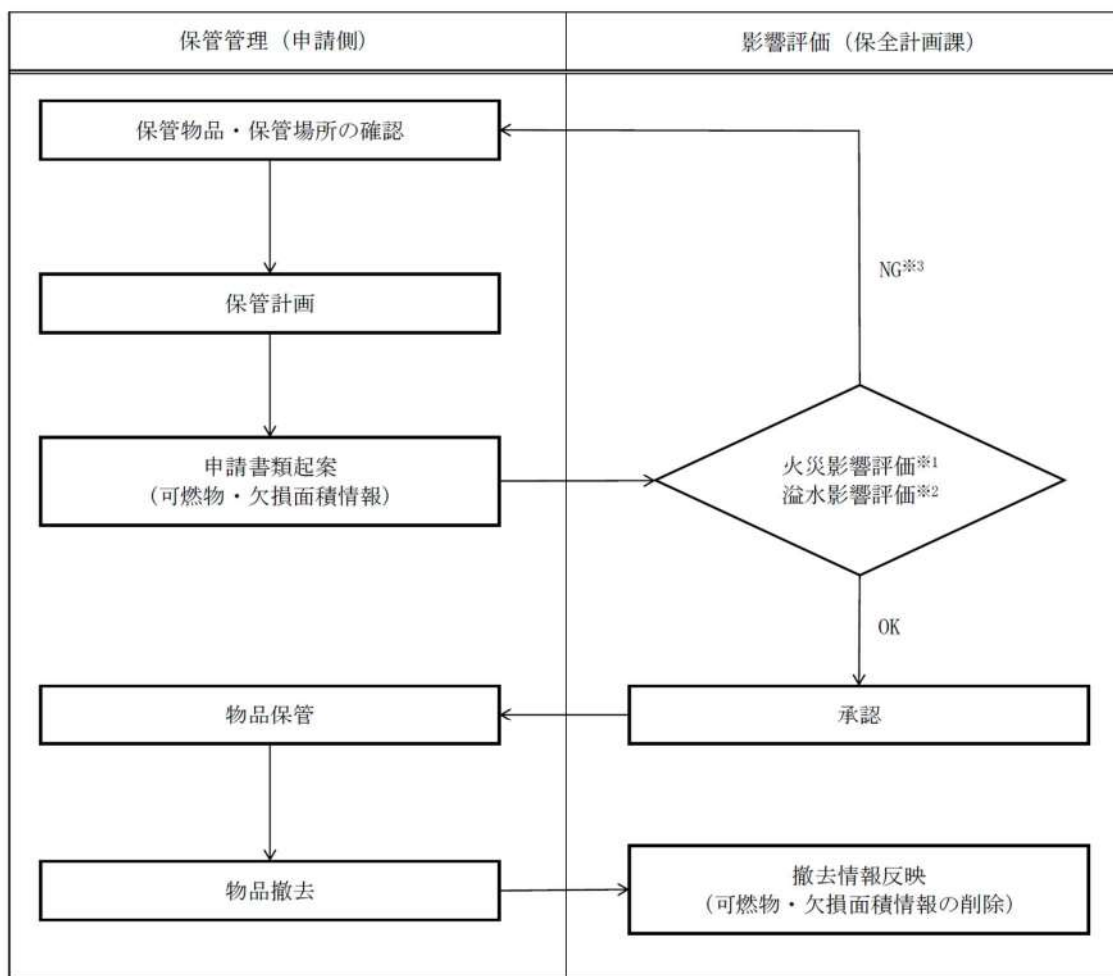 保管管理（申請側）
影響評価（保全計画課）
保管物品・保管場所の確認
NG※3
保管計画
申請書類起案
（可燃物・欠損面積情報）
火災影響評価※1
溢水影響評価※2
OK
物品保管
承認
物品撤去
撤去情報反映
（可燃物・欠損面積情報の削除）